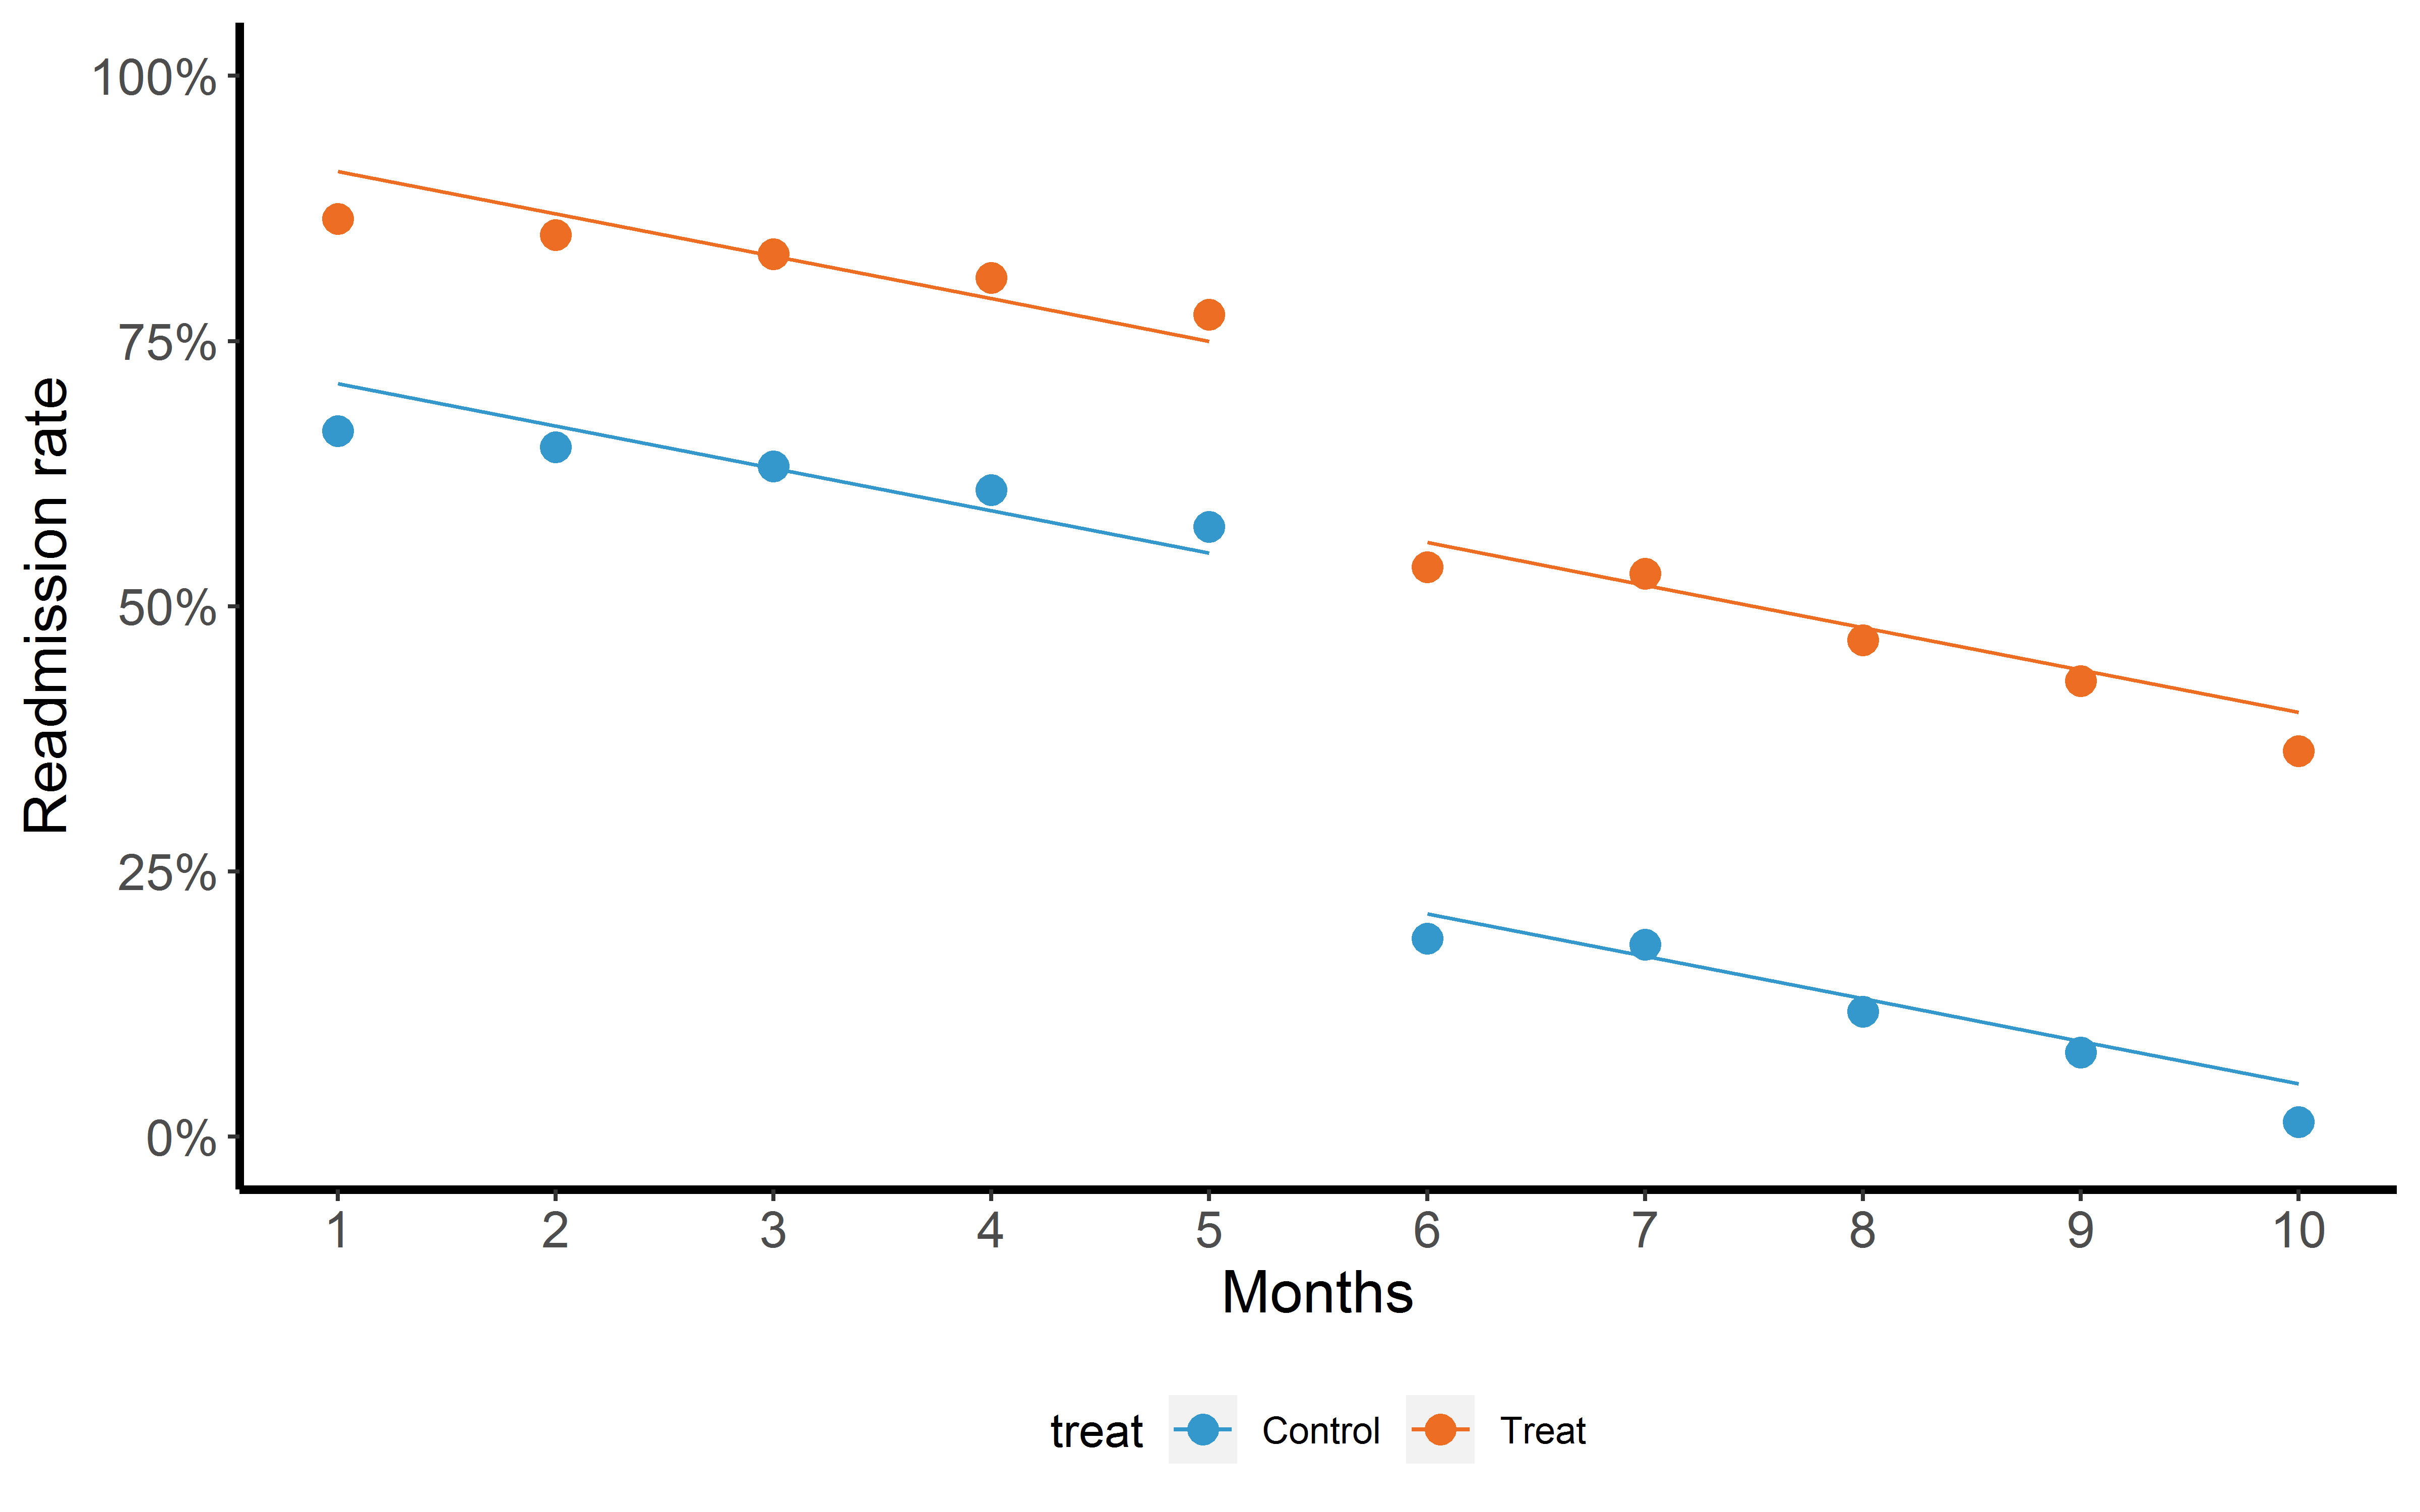 100%
75%
50%
25%
0%
Readmission rate
1 2 3 4 5 6 7 8 9 10
Months
treat Control Treat